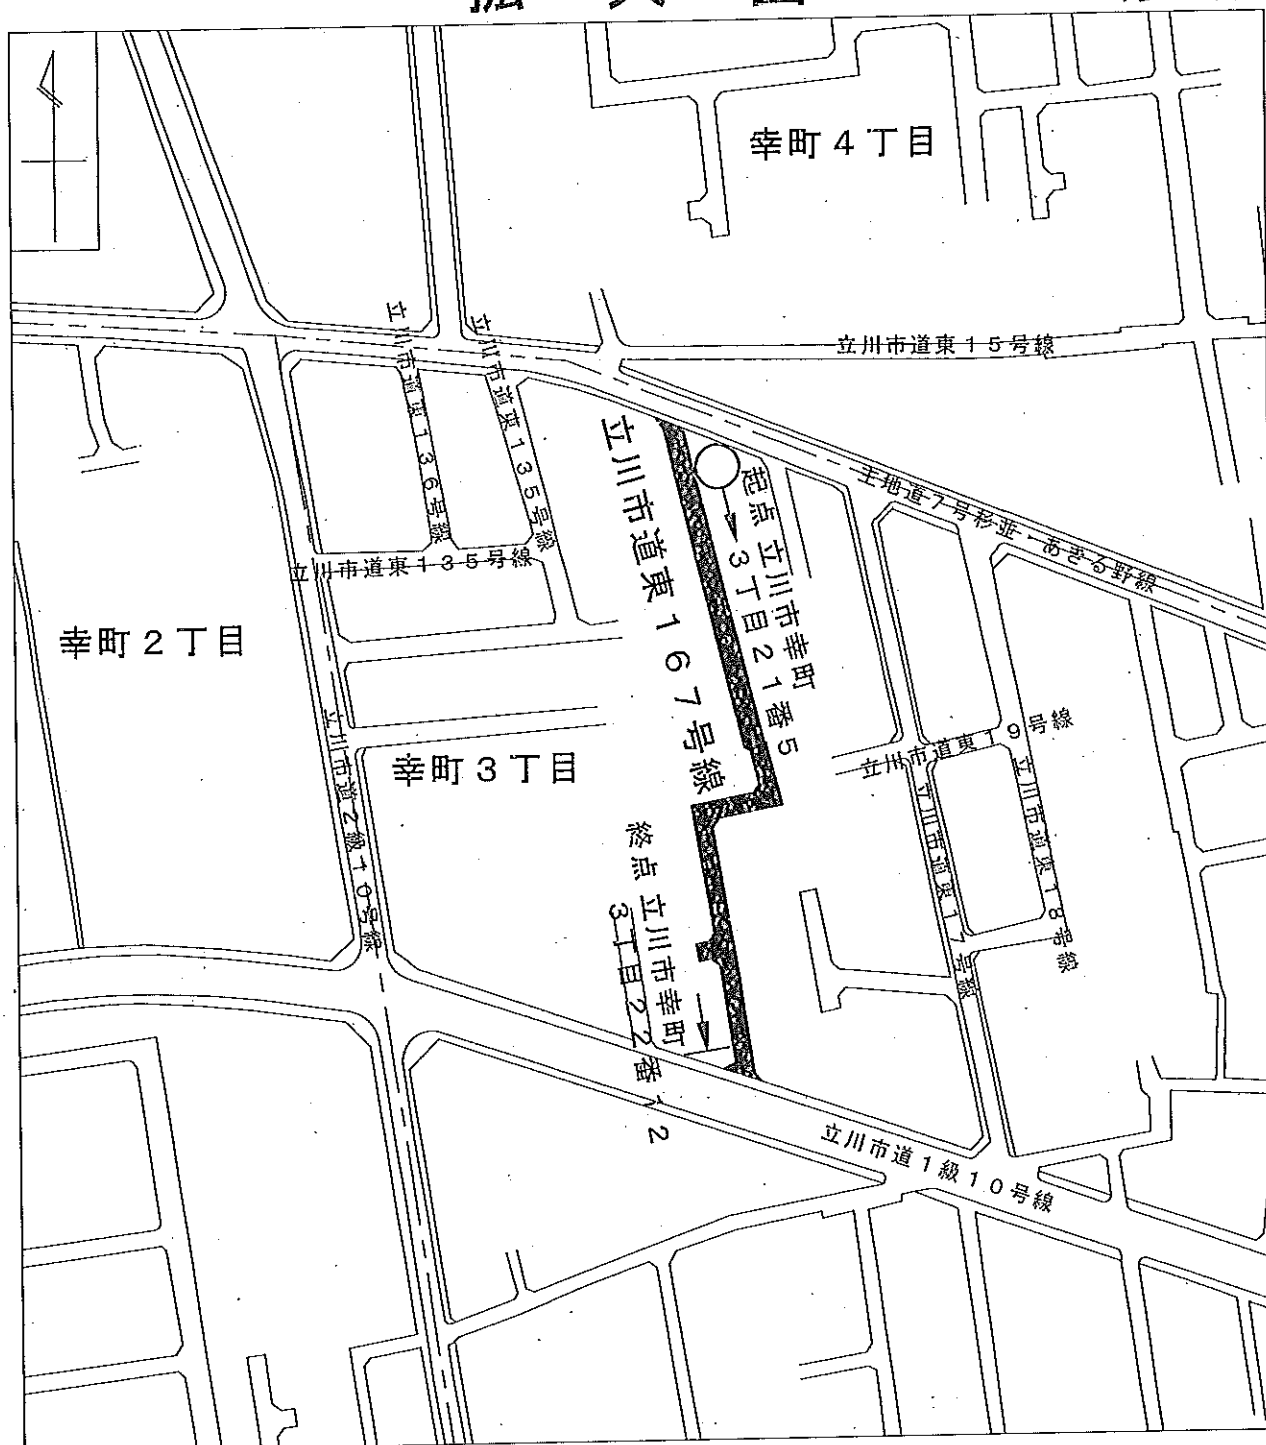 幸町4丁目
立川市道東15号線
立川市道東136号線
立川市道東135号線
主地道7号杉並・あきる野線
立川市道東167号線
起点 立川市幸町
3丁目21番5
立川市道東135号線
幸町2丁目
立川市道2級10号線
幸町3丁目
立川市道東19号線
立川市道東18号線
立川市道東17号線
終点 立川市幸町
3丁目22番12
立川市道1級10号線